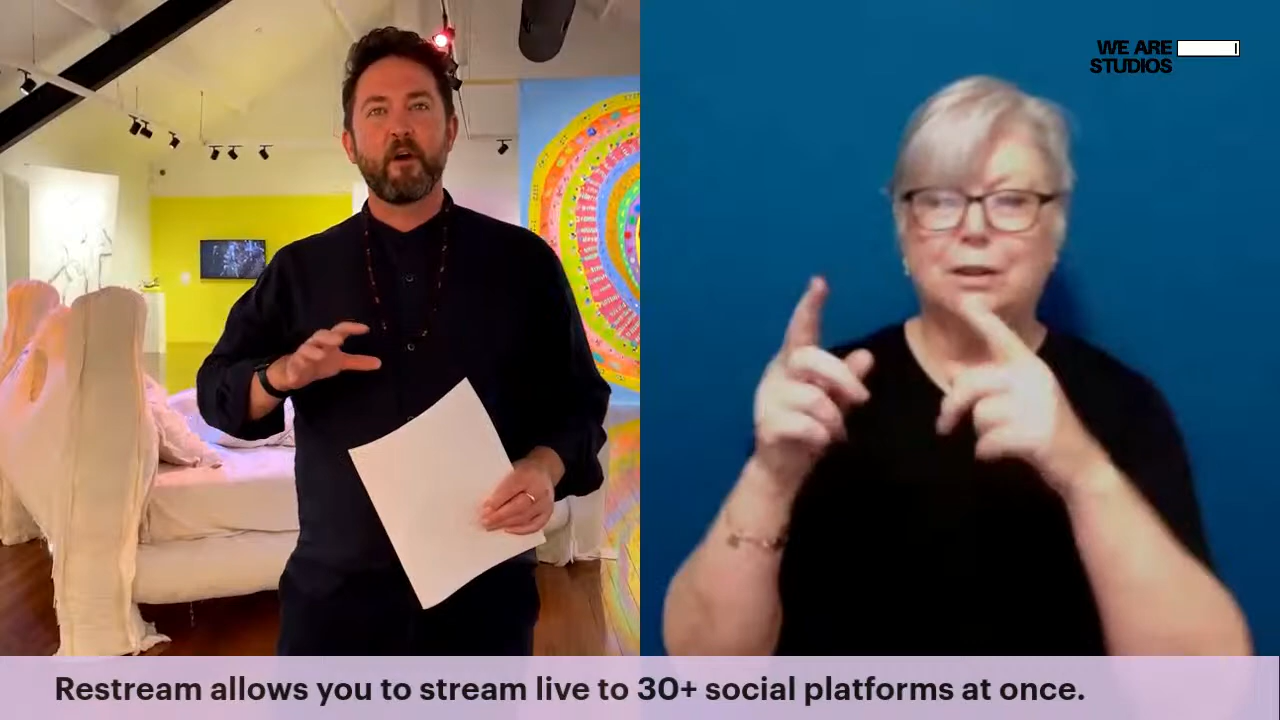 WE ARE
STUDIOS
Restream allows you to stream live to 30+ social platforms at once.